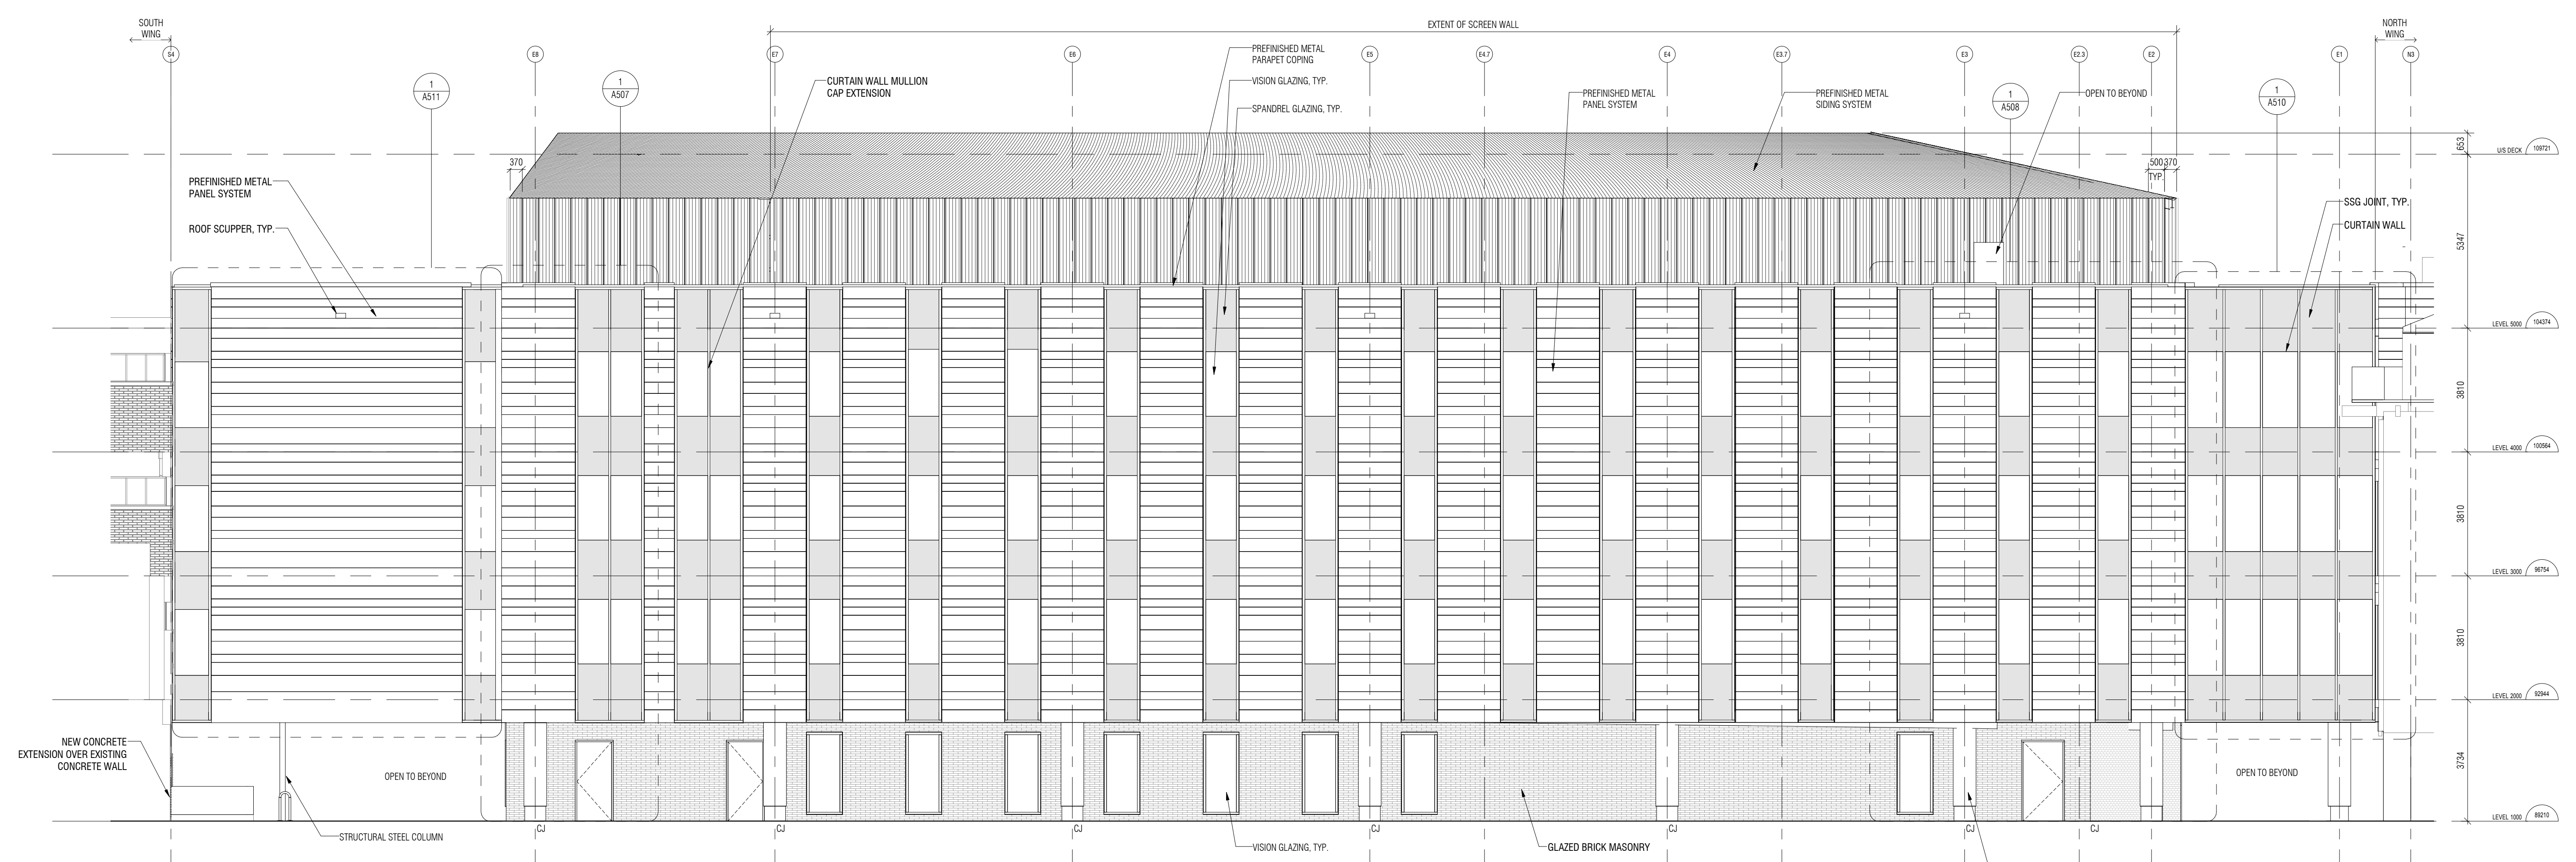 SOUTH
WING
EXTENT OF SCREEN WALL
NORTH
WING
S4
E8
E7
E6
E5
E4.7
E4
E3.7
E3
E2.3
E2
E1
N3
1
A511
1
A507
CURTAIN WALL MULLION
CAP EXTENSION
PREFINISHED METAL
PARAPET COPING
VISION GLAZING, TYP.
SPANDREL GLAZING, TYP.
PREFINISHED METAL
PANEL SYSTEM
PREFINISHED METAL
SIDING SYSTEM
1
A508
OPEN TO BEYOND
1
A510
653
U/S DECK
109721
370
500
370
TYP.
PREFINISHED METAL
PANEL SYSTEM
ROOF SCUPPER, TYP.
SSG JOINT, TYP.
CURTAIN WALL
5347
LEVEL 5000
104374
3810
LEVEL 4000
100564
3810
LEVEL 3000
96754
3810
LEVEL 2000
92944
3734
LEVEL 1000
89210
NEW CONCRETE
EXTENSION OVER EXISTING
CONCRETE WALL
OPEN TO BEYOND
OPEN TO BEYOND
STRUCTURAL STEEL COLUMN
CJ
CJ
CJ
CJ
CJ
CJ
CJ
VISION GLAZING, TYP.
GLAZED BRICK MASONRY